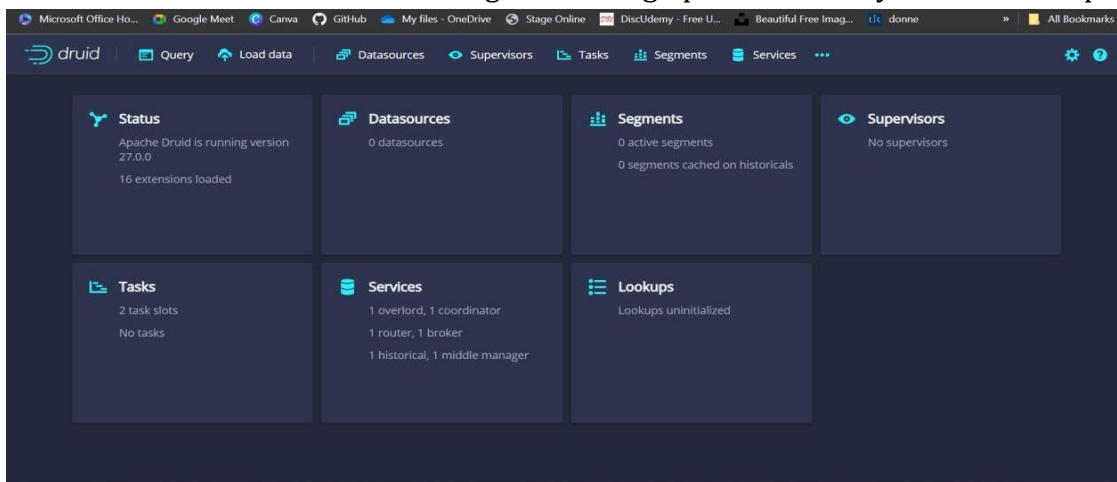 Microsoft Office Ho... Google Meet Canva GitHub My files - OneDrive Stage Online DiscUdemy - Free U... Beautiful Free Imag... donne » All Bookmarks
druid Query Load data Datasources Supervisors Tasks Segments Services •••
Status
Apache Druid is running version
27.0.0
16 extensions loaded
Datasources
0 datasources
Segments
0 active segments
0 segments cached on historicals
Supervisors
No supervisors
Tasks
2 task slots
No tasks
Services
1 overlord, 1 coordinator
1 router, 1 broker
1 historical, 1 middle manager
Lookups
Lookups uninitialized